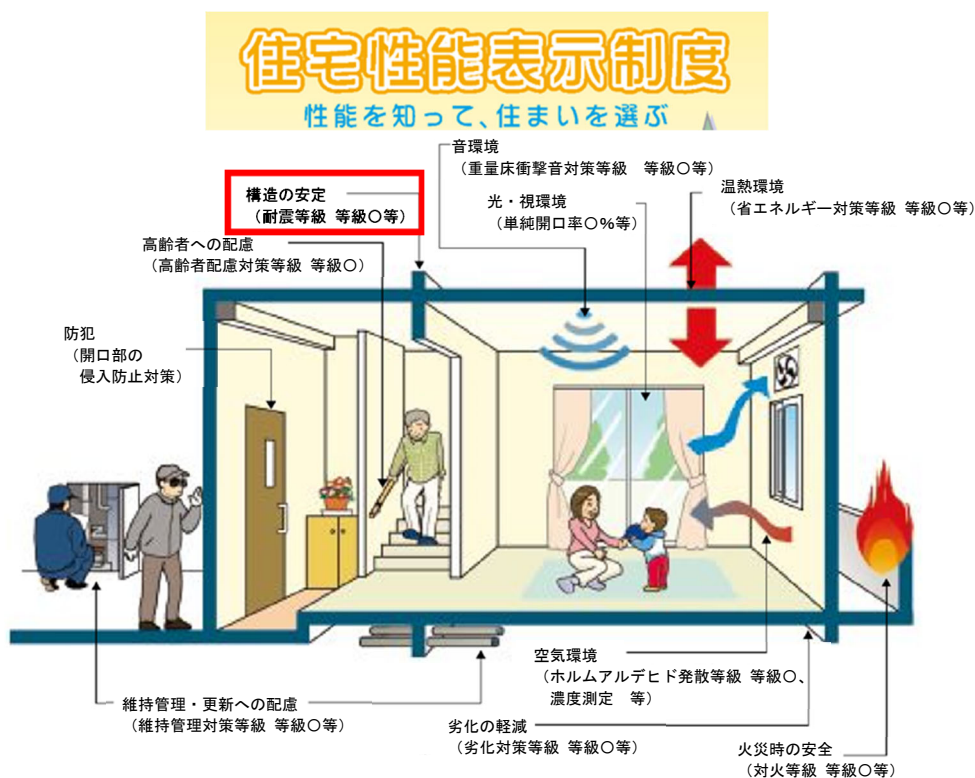 住宅性能表示制度
性能を知って、住まいを選ぶ
音環境
（重量床衝撃音対策等級　等級〇等）
構造の安定
（耐震等級 等級〇等）
光・視環境
（単純開口率〇％等）
温熱環境
（省エネルギー対策等級 等級〇等）
高齢者への配慮
（高齢者配慮対策等級 等級〇）
防犯
（開口部の
侵入防止対策）
空気環境
（ホルムアルデヒド発散等級 等級〇、
濃度測定　等）
維持管理・更新への配慮
（維持管理対策等級 等級〇等）
劣化の軽減
（劣化対策等級 等級〇等）
火災時の安全
（対火等級 等級〇等）